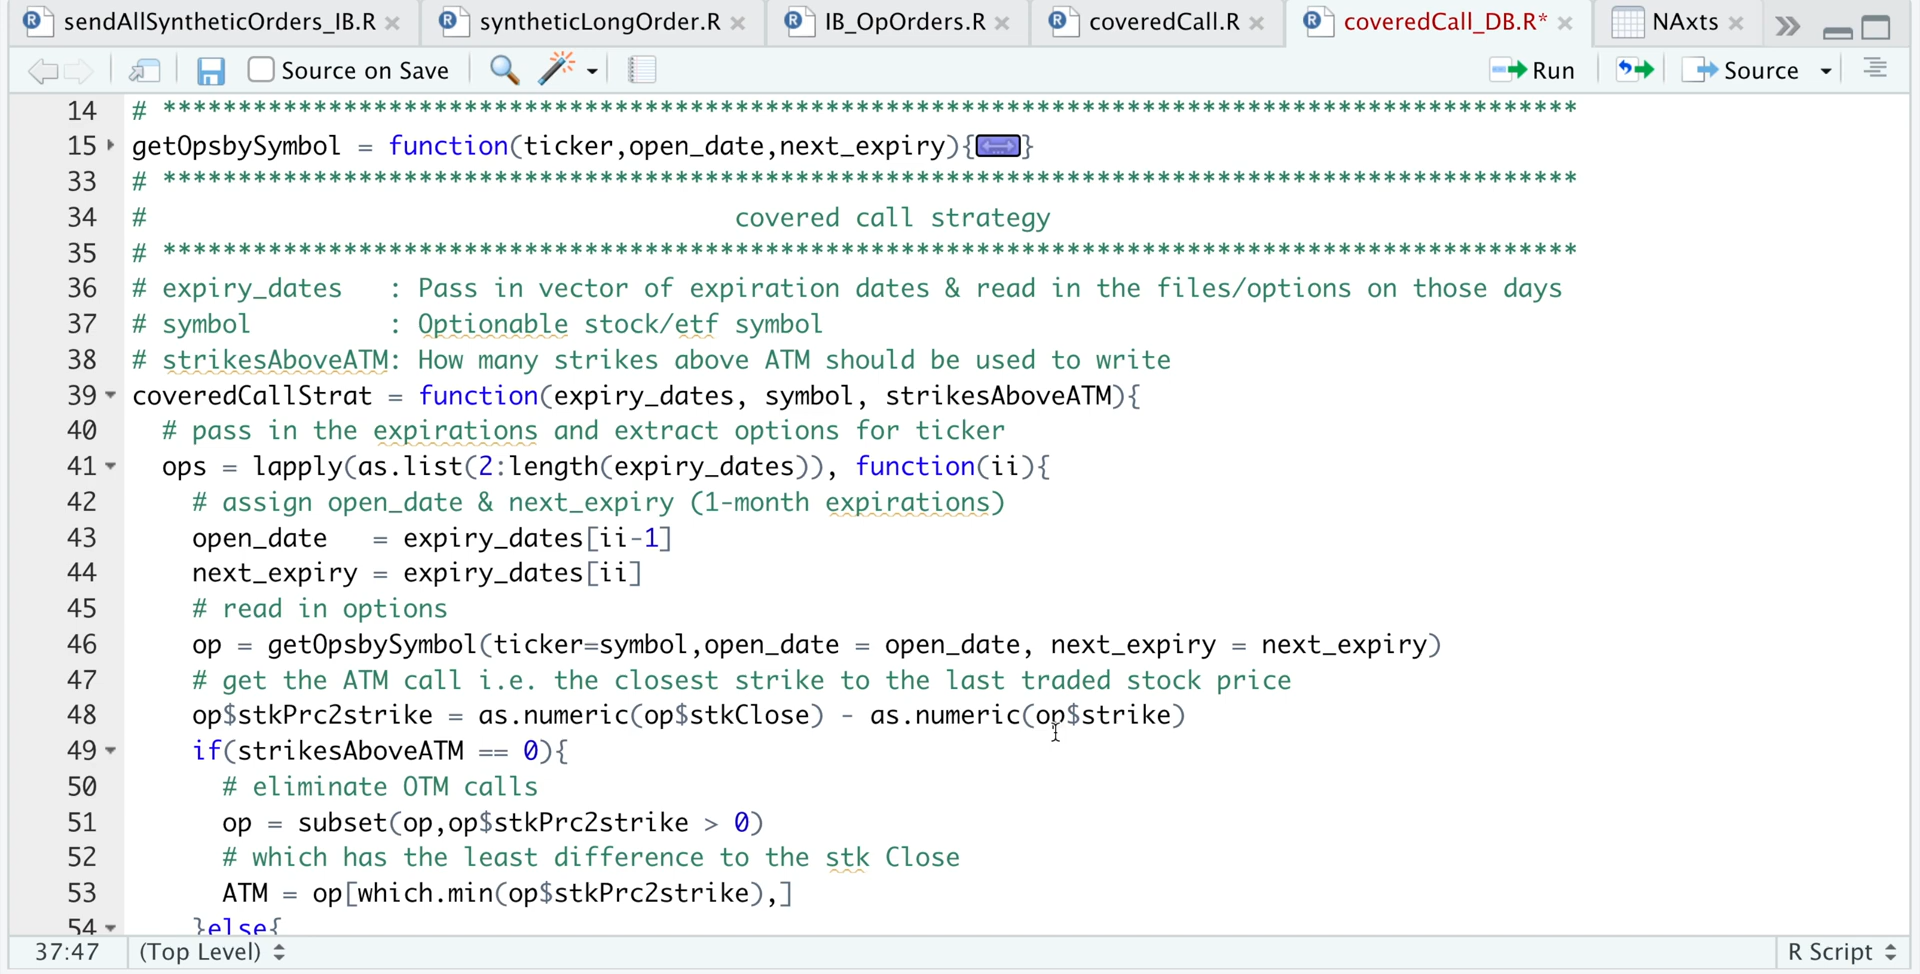 sendAllSyntheticOrders_IB.R syntheticLongOrder.R IB_OpOrders.R coveredCall.R coveredCall_DB.R* NAxts
Source on Save Run Source
14 # **********************************************************************************************
15 getOpsbySymbol = function(ticker,open_date,next_expiry){...}
33 # **********************************************************************************************
34 # covered call strategy
35 # **********************************************************************************************
36 # expiry_dates : Pass in vector of expiration dates & read in the files/options on those days
37 # symbol : Optionable stock/etf symbol
38 # strikesAboveATM: How many strikes above ATM should be used to write
39 coveredCallStrat = function(expiry_dates, symbol, strikesAboveATM){
40 # pass in the expirations and extract options for ticker
41 ops = lapply(as.list(2:length(expiry_dates)), function(ii){
42 # assign open_date & next_expiry (1-month expirations)
43 open_date = expiry_dates[ii-1]
44 next_expiry = expiry_dates[ii]
45 # read in options
46 op = getOpsbySymbol(ticker=symbol,open_date = open_date, next_expiry = next_expiry)
47 # get the ATM call i.e. the closest strike to the last traded stock price
48 op$stkPrc2strike = as.numeric(op$stkClose) - as.numeric(op$strike)
49 if(strikesAboveATM == 0){
50 # eliminate OTM calls
51 op = subset(op,op$stkPrc2strike > 0)
52 # which has the least difference to the stk Close
53 ATM = op[which.min(op$stkPrc2strike),]
54 }else{
37:47 (Top Level) R Script